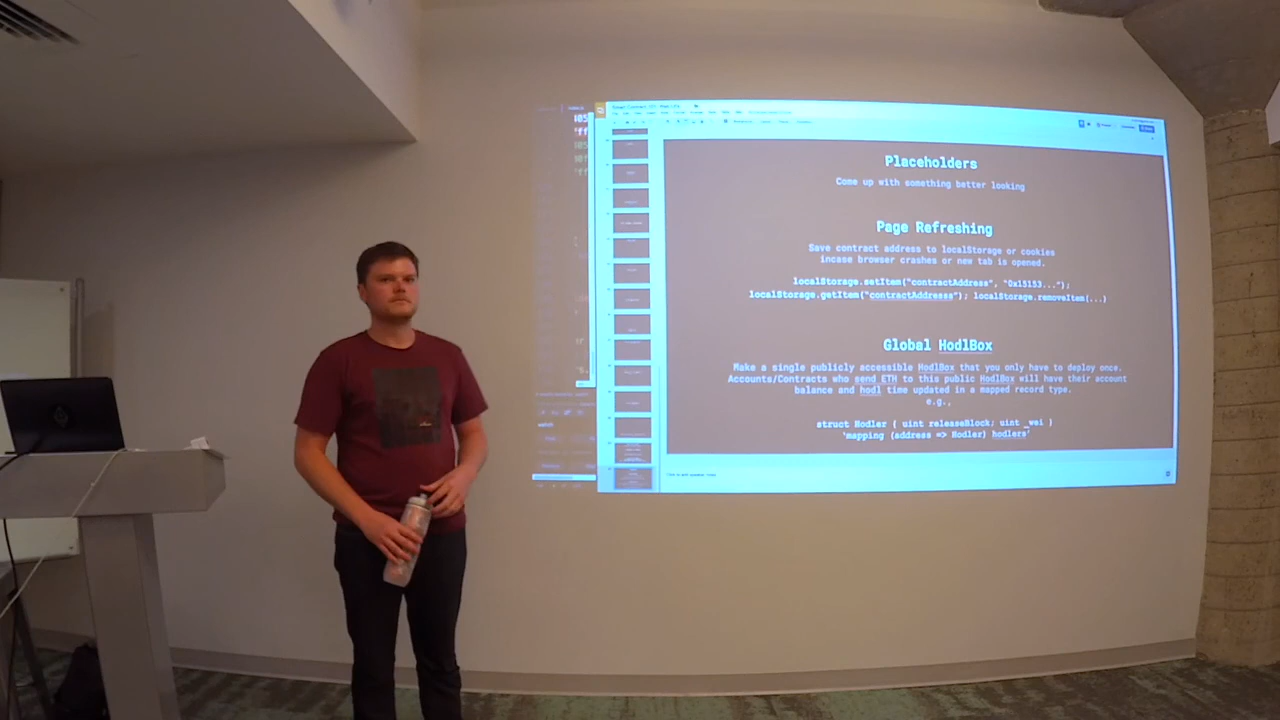 Placeholders
Come up with something better looking
Page Refreshing
Save contract address to localStorage or cookies
incase browser crashes or new tab is opened.
localStorage.setItem("contractAddress", "0x15153...");
localStorage.getItem("contractAddresss"); localStorage.removeItem(...)
Global HodlBox
Make a single publicly accessible HodlBox that you only have to deploy once.
Accounts/Contracts who send ETH to this public HodlBox will have their account
balance and hodl time updated in a mapped record type.
e.g.,
struct Hodler { uint releaseBlock; uint _wei }
'mapping (address => Hodler) hodlers'